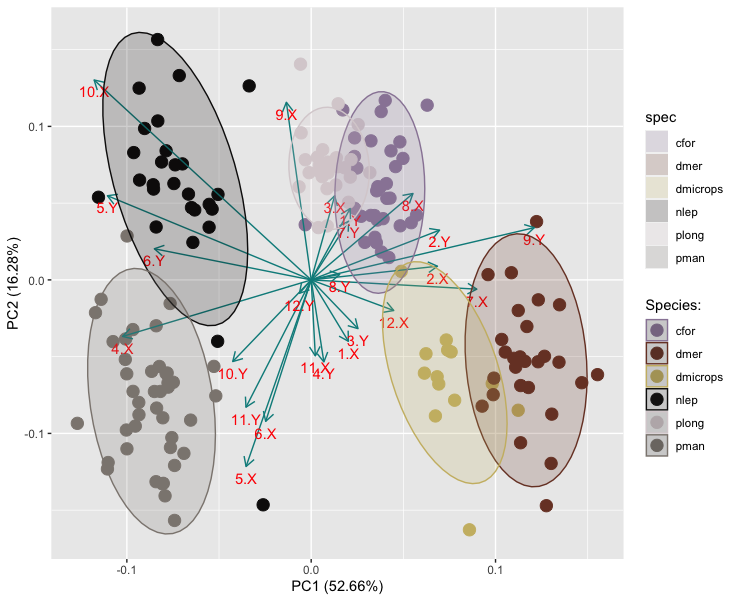 10.X
9.X
0.1
5.Y
3.X
8.X
7.Y
2.Y
9.Y
6.Y
0.0
2.X
8.Y
7.X
12.Y
12.X
4.X
3.Y
1.X
10.Y
11.X
4.Y
11.Y
-0.1
6.X
5.X
-0.1
0.0
0.1
PC1 (52.66%)
PC2 (16.28%)
spec
cfor
dmer
dmicrops
nlep
plong
pman
Species:
cfor
dmer
dmicrops
nlep
plong
pman